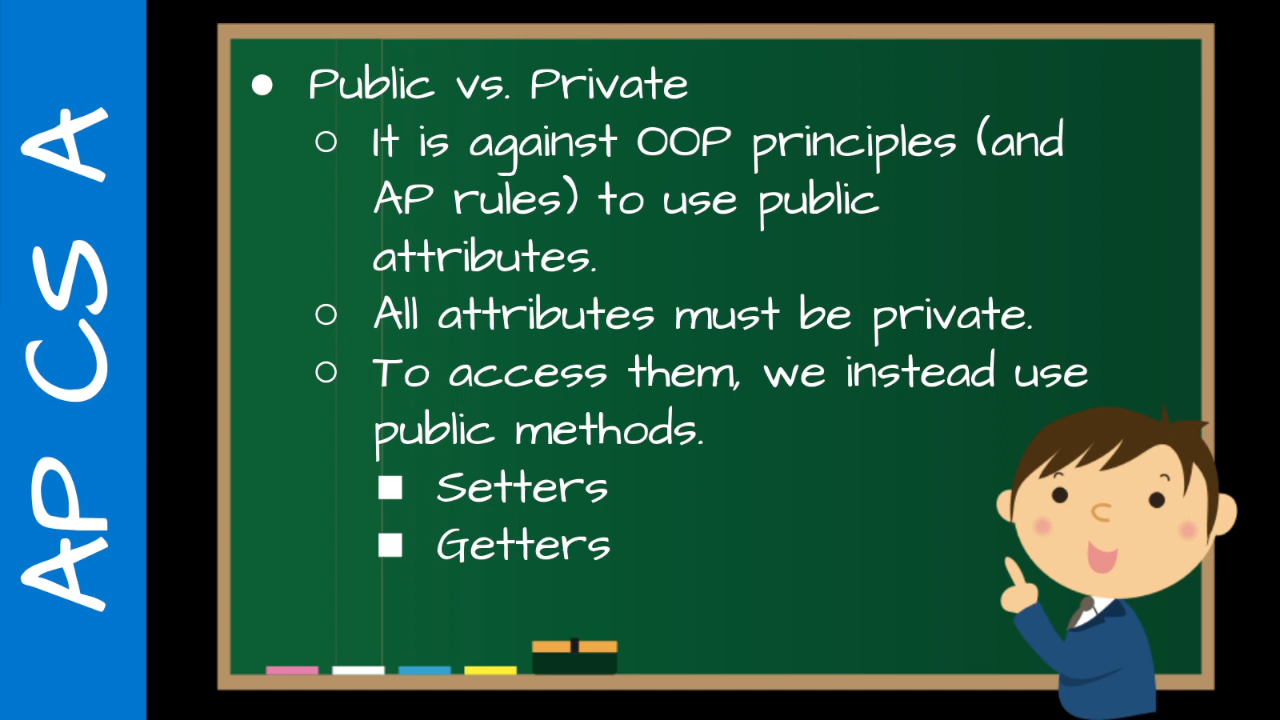 AP CS A
● Public vs. Private
○ It is against OOP principles (and
AP rules) to use public
attributes.
○ All attributes must be private.
○ To access them, we instead use
public methods.
■ Setters
■ Getters